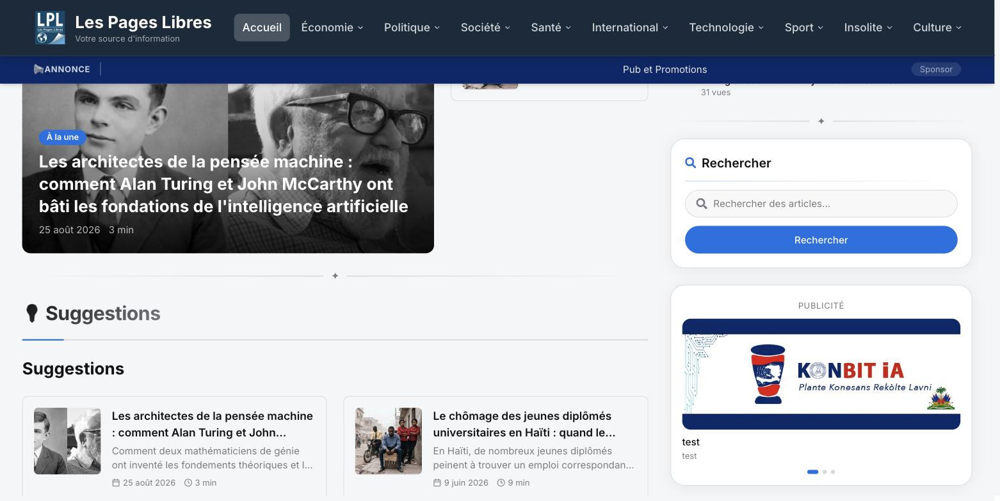 LPL
Les Pages Libres
Les Pages Libres
Votre source d'information
Accueil
Économie
Politique
Société
Santé
International
Technologie
Sport
Insolite
Culture
ANNONCE
Pub et Promotions
Sponsor
31 vues
À la une
Les architectes de la pensée machine :
comment Alan Turing et John McCarthy ont
bâti les fondations de l'intelligence artificielle
25 août 2026 3 min
Suggestions
Suggestions
Les architectes de la pensée machine
: comment Alan Turing et John...
Comment deux mathématiciens de génie
ont inventé les fondements théoriques et l...
25 août 2026 3 min
Le chômage des jeunes diplômés
universitaires en Haïti : quand le...
En Haïti, de nombreux jeunes diplômés
peinent à trouver un emploi correspondan...
9 juin 2026 9 min
Rechercher
Rechercher des articles...
Rechercher
PUBLICITÉ
KONBIT iA
Plante Konesans Rekòlte Lavni
test
test